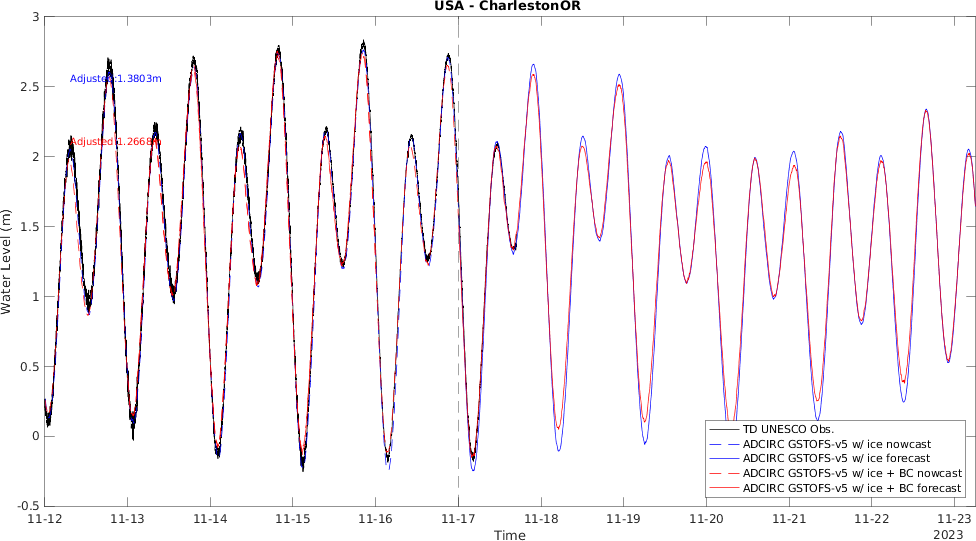 USA - CharlestonOR
3
2.5
2
1.5
1
0.5
0
-0.5
Water Level (m)
Adjusted:1.3803m
Adjusted:1.2668m
TD UNESCO Obs.
ADCIRC GSTOFS-v5 w/ ice nowcast
ADCIRC GSTOFS-v5 w/ ice forecast
ADCIRC GSTOFS-v5 w/ ice + BC nowcast
ADCIRC GSTOFS-v5 w/ ice + BC forecast
11-12 11-13 11-14 11-15 11-16 11-17 11-18 11-19 11-20 11-21 11-22 11-23
Time
2023